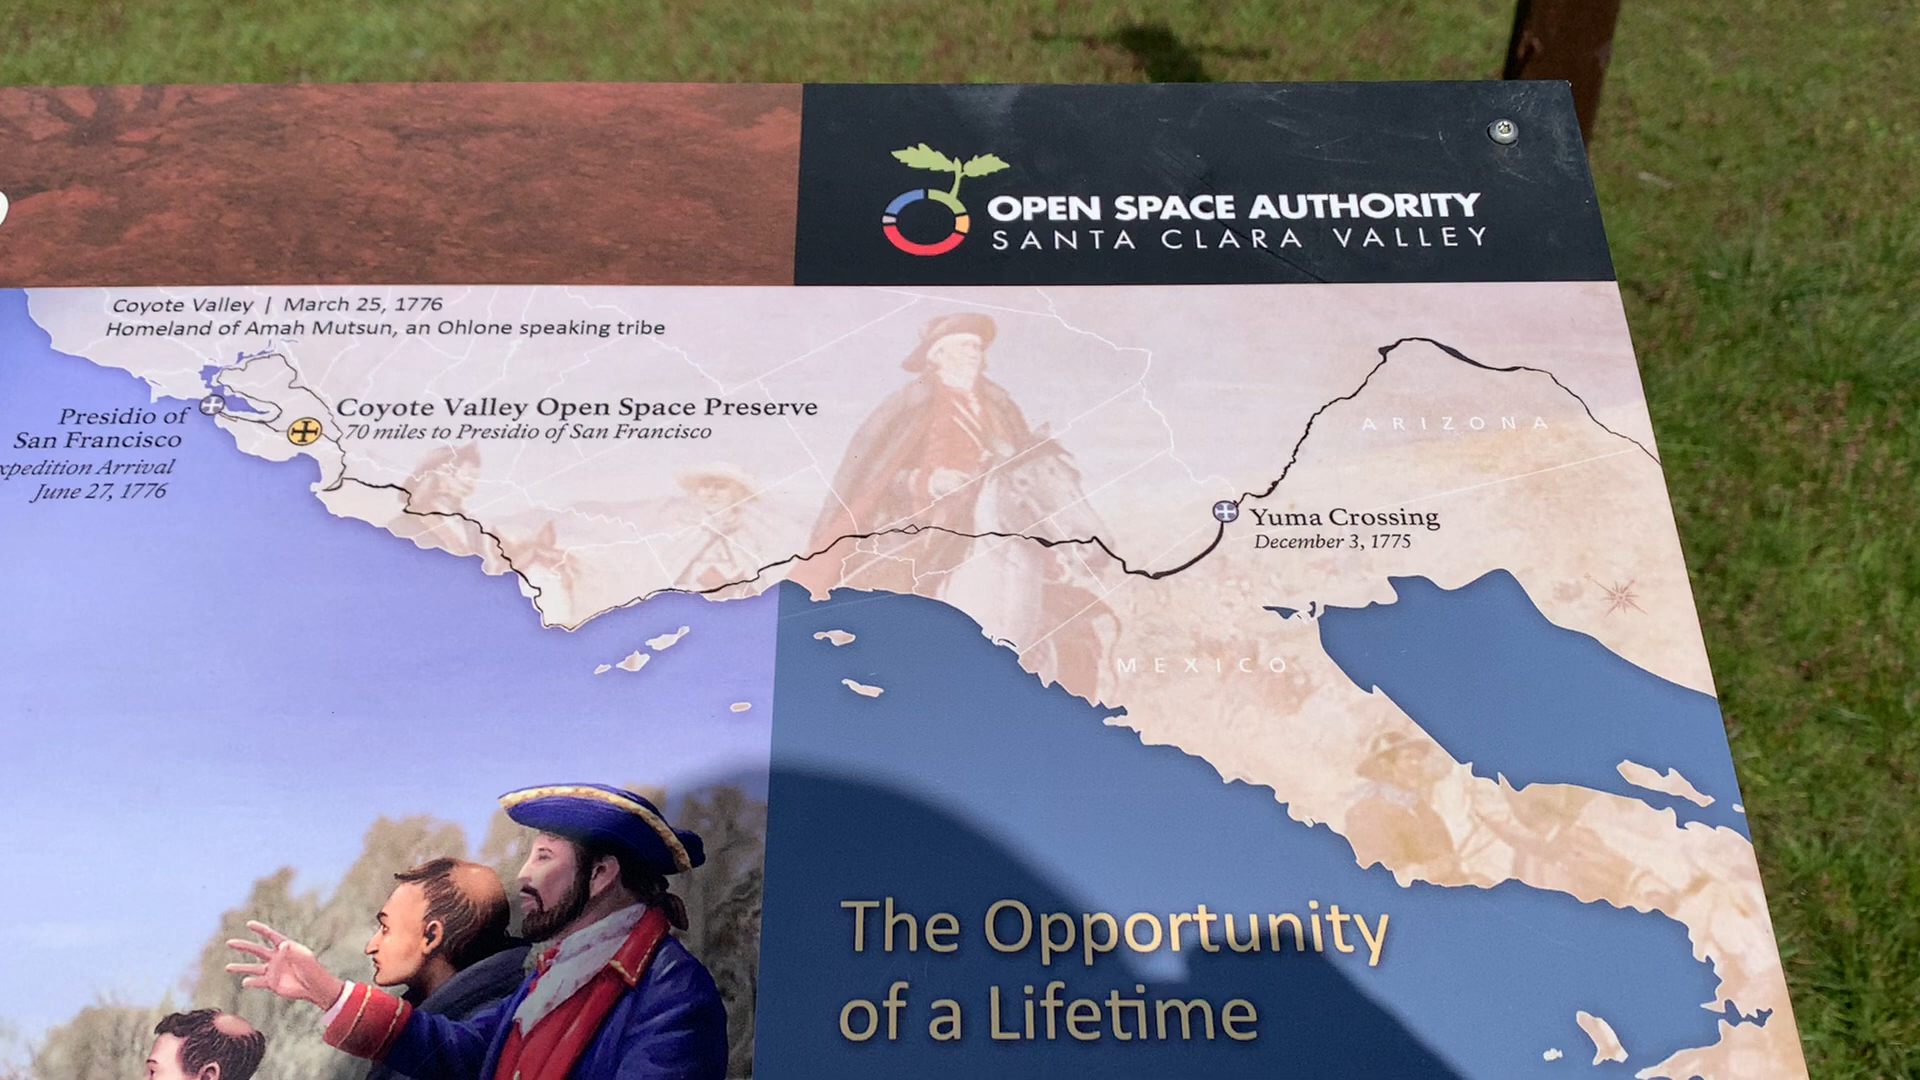 OPEN SPACE AUTHORITY
SANTA CLARA VALLEY
Coyote Valley | March 25, 1776
Homeland of Amah Mutsun, an Ohlone speaking tribe
Presidio of
San Francisco
Expedition Arrival
June 27, 1776
Coyote Valley Open Space Preserve
70 miles to Presidio of San Francisco
ARIZONA
Yuma Crossing
December 3, 1775
MEXICO
The Opportunity
of a Lifetime